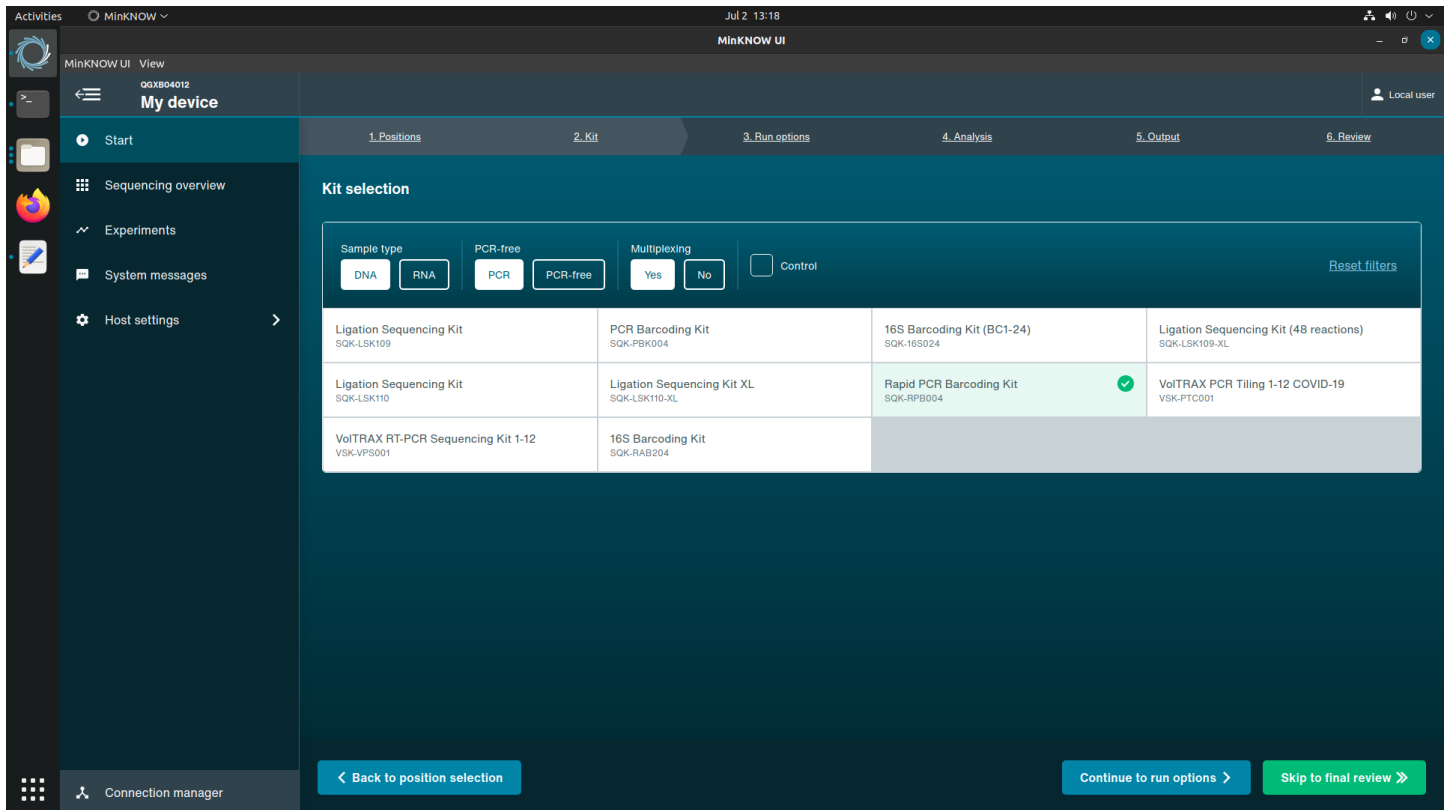 Activities MinKNOW Jul 2 13:18
MinKNOW UI
MinKNOW UI View
QGXB04012
My device
Local user
Start
Sequencing overview
Experiments
System messages
Host settings
Connection manager
1. Positions 2. Kit 3. Run options 4. Analysis 5. Output 6. Review
Kit selection
Sample type PCR-free Multiplexing
DNA RNA PCR PCR-free Yes No Control Reset filters
Ligation Sequencing Kit
SQK-LSK109
PCR Barcoding Kit
SQK-PBK004
16S Barcoding Kit (BC1-24)
SQK-16S024
Ligation Sequencing Kit (48 reactions)
SQK-LSK109-XL
Ligation Sequencing Kit
SQK-LSK110
Ligation Sequencing Kit XL
SQK-LSK110-XL
Rapid PCR Barcoding Kit
SQK-RPB004
VolTRAX PCR Tiling 1-12 COVID-19
VSK-PTC001
VolTRAX RT-PCR Sequencing Kit 1-12
VSK-VPS001
16S Barcoding Kit
SQK-RAB204
Back to position selection Continue to run options Skip to final review